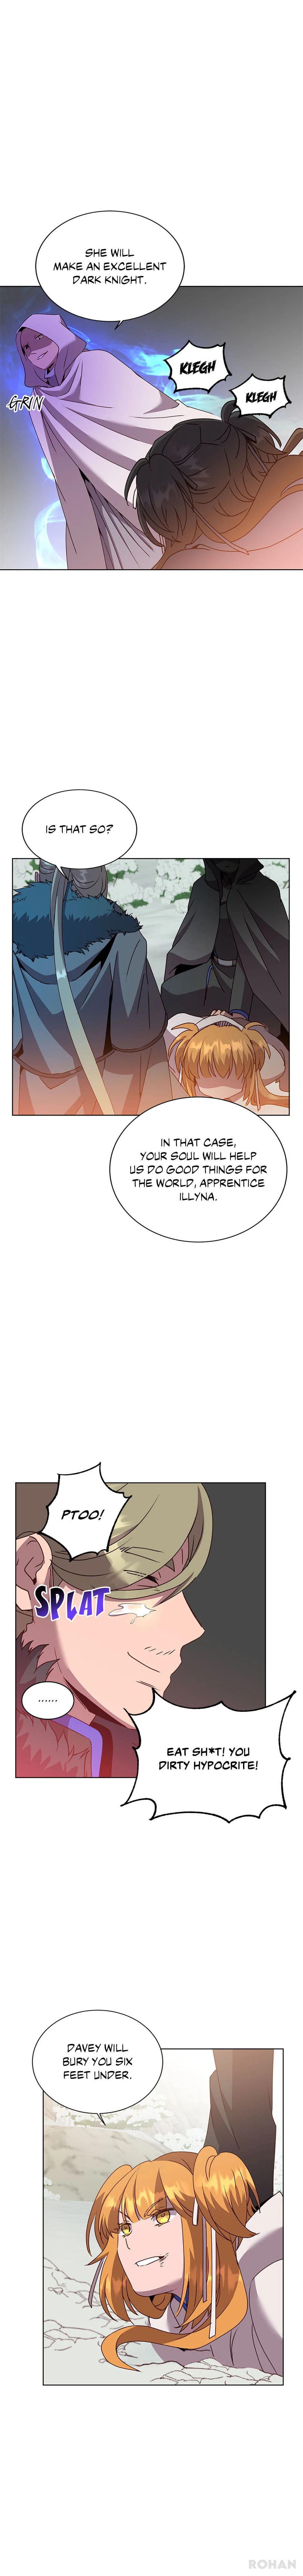 SHE WILL
MAKE AN EXCELLENT
DARK KNIGHT.
KLEGH
GRIN
KLEGH
IS THAT SO?
IN THAT CASE,
YOUR SOUL WILL HELP
US DO GOOD THINGS FOR
THE WORLD, APPRENTICE
ILLYNA.
PTOO!
SPLAT
......
EAT SH*T! YOU
DIRTY HYPOCRITE!
DAVEY WILL
BURY YOU SIX
FEET UNDER.
ROHAN